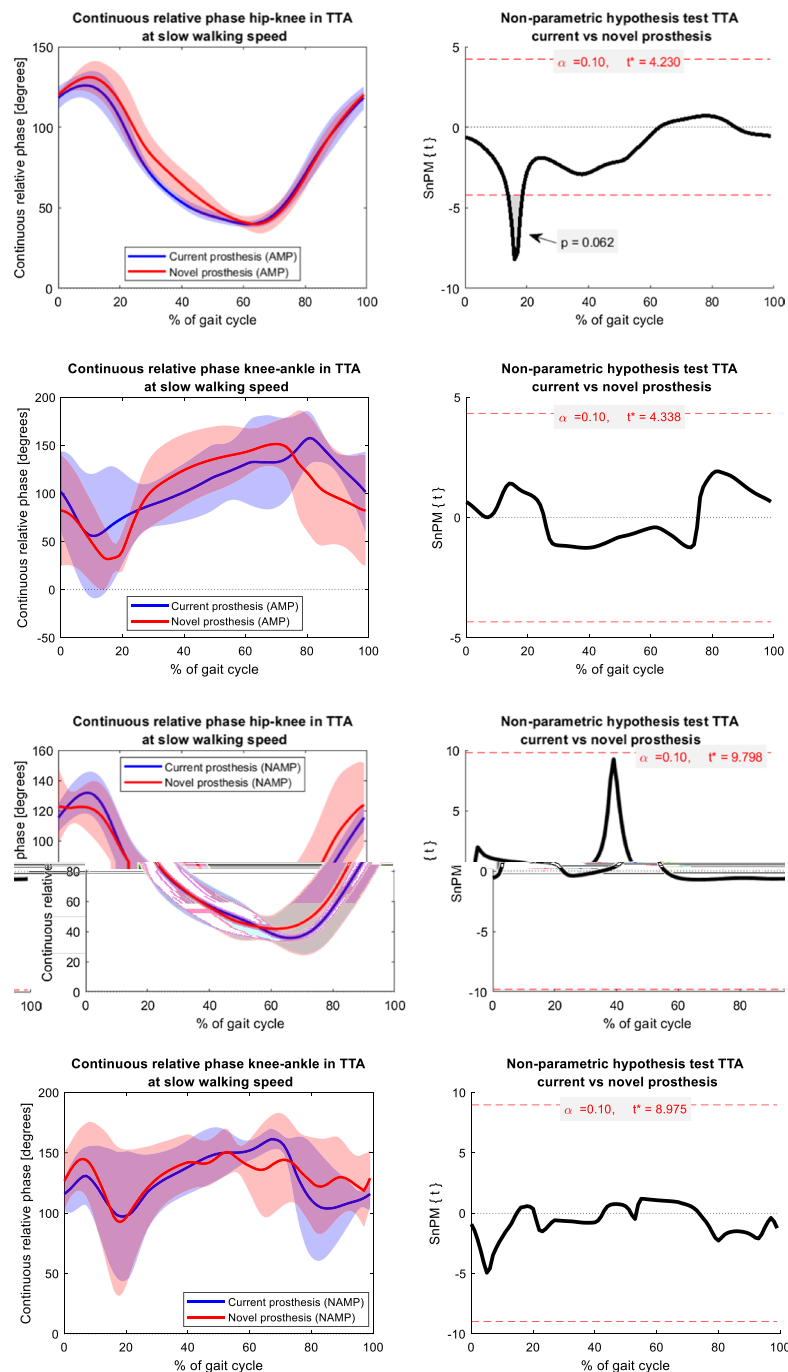 Continuous relative phase hip-knee in TTA
at slow walking speed
Continuous relative phase [degrees]
150
100
50
0
0 20 40 60 80 100
% of gait cycle
Current prosthesis (AMP)
Novel prosthesis (AMP)
Non-parametric hypothesis test TTA
current vs novel prosthesis
SnPM { t }
5
0
-5
-10
α =0.10, t* = 4.230
p = 0.062
0 20 40 60 80 100
% of gait cycle
Continuous relative phase knee-ankle in TTA
at slow walking speed
Continuous relative phase [degrees]
200
150
100
50
0
-50
0 20 40 60 80 100
% of gait cycle
Current prosthesis (AMP)
Novel prosthesis (AMP)
Non-parametric hypothesis test TTA
current vs novel prosthesis
SnPM { t }
5
0
-5
α =0.10, t* = 4.338
0 20 40 60 80 100
% of gait cycle
Continuous relative phase hip-knee in TTA
at slow walking speed
phase [degrees]
Continuous relative
160
140
120
100
80
60
40
20
0
100
0 20 40 60 80 100
% of gait cycle
Current prosthesis (NAMP)
Novel prosthesis (NAMP)
Non-parametric hypothesis test TTA
current vs novel prosthesis
{ t }
SnPM
10
5
0
-5
-10
α =0.10, t* = 9.798
0 20 40 60 80
% of gait cycle
Continuous relative phase knee-ankle in TTA
at slow walking speed
Continuous relative phase [degrees]
200
150
100
50
0
0 20 40 60 80 100
% of gait cycle
Current prosthesis (NAMP)
Novel prosthesis (NAMP)
Non-parametric hypothesis test TTA
current vs novel prosthesis
SnPM { t }
10
5
0
-5
-10
α =0.10, t* = 8.975
0 20 40 60 80 100
% of gait cycle